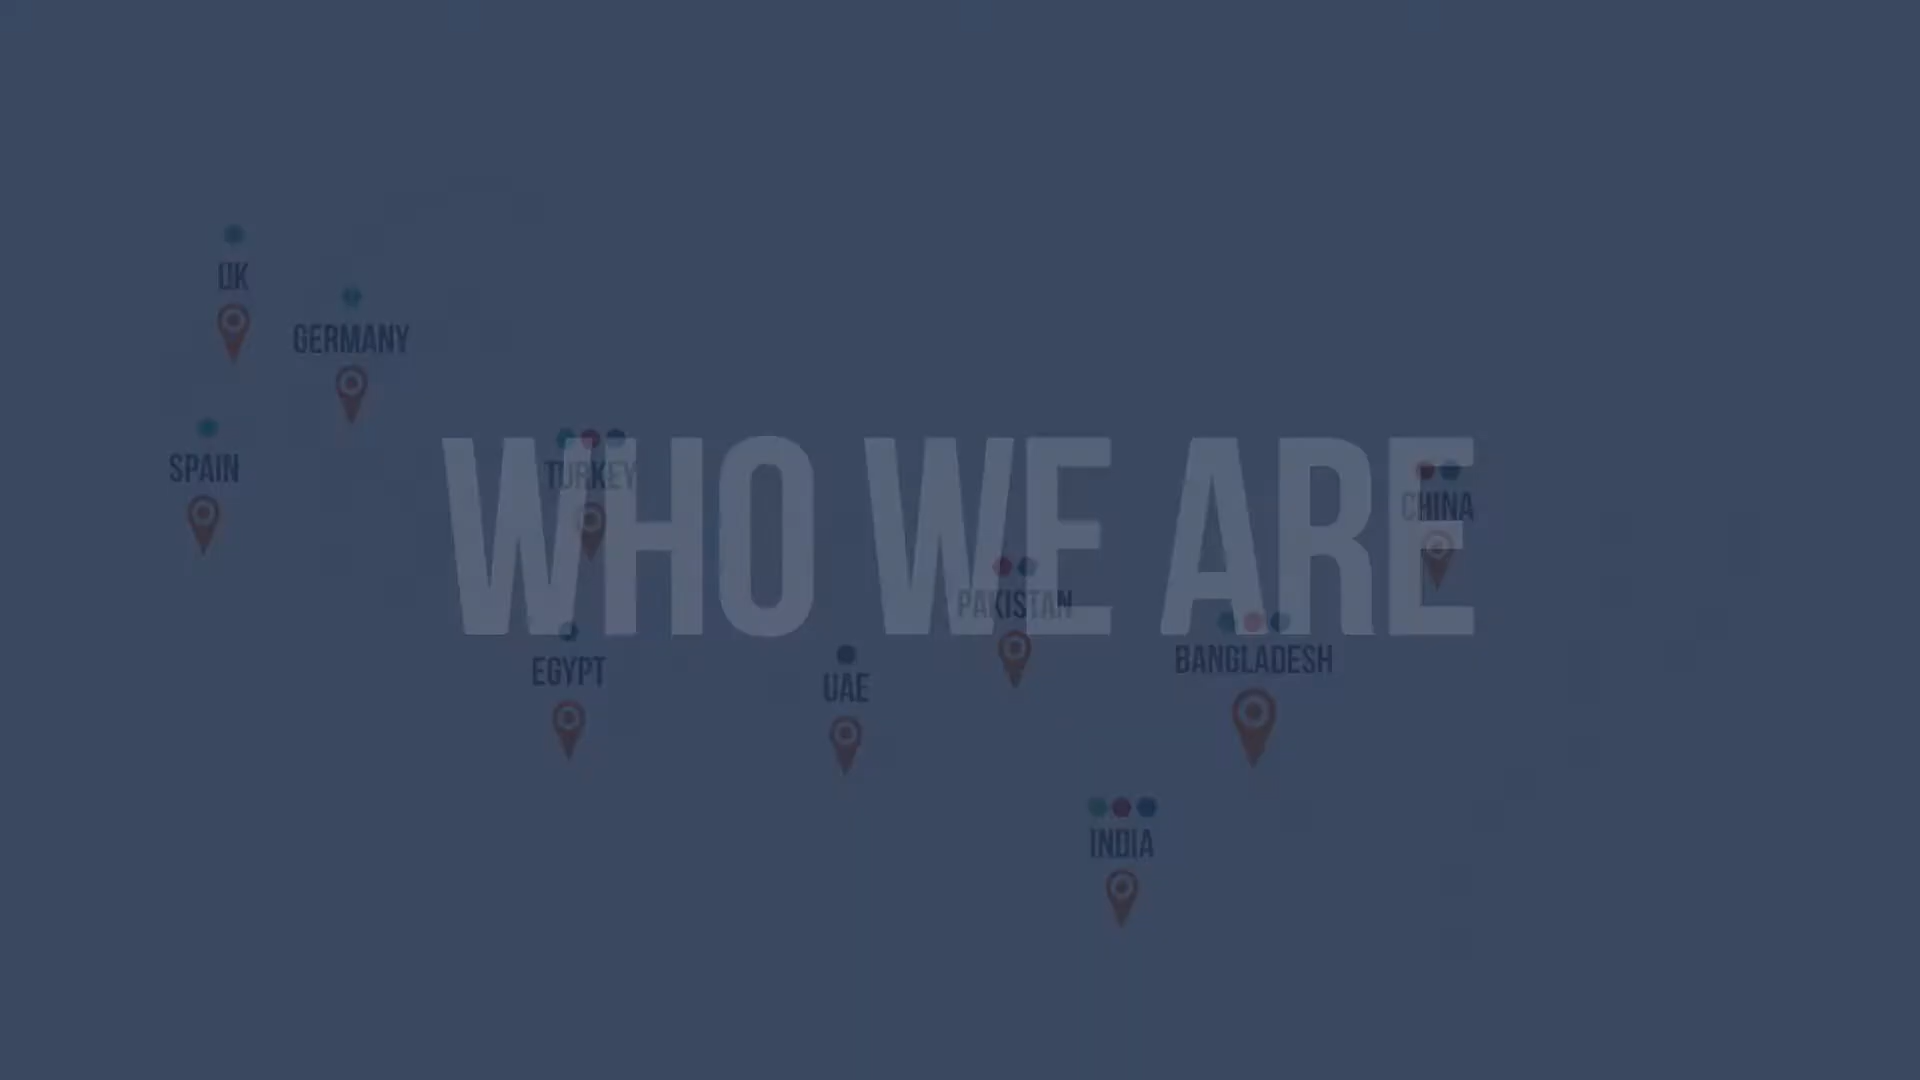 UK
GERMANY
SPAIN
TURKEY
WHO WE ARE
CHINA
PAKISTAN
EGYPT
UAE
BANGLADESH
INDIA